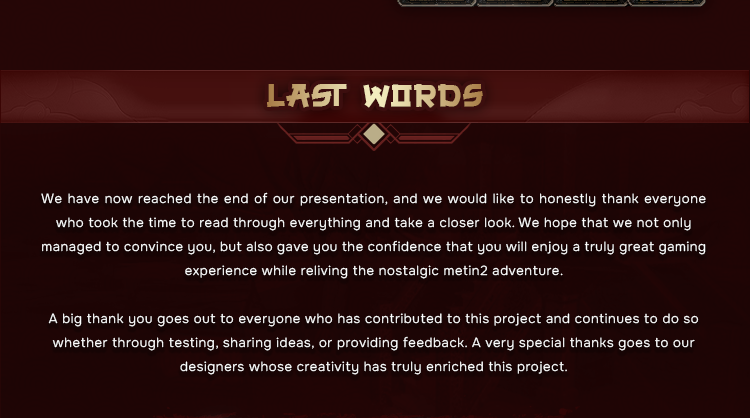 LAST WORDS
We have now reached the end of our presentation, and we would like to honestly thank everyone
who took the time to read through everything and take a closer look. We hope that we not only
managed to convince you, but also gave you the confidence that you will enjoy a truly great gaming
experience while reliving the nostalgic metin2 adventure.
A big thank you goes out to everyone who has contributed to this project and continues to do so
whether through testing, sharing ideas, or providing feedback. A very special thanks goes to our
designers whose creativity has truly enriched this project.